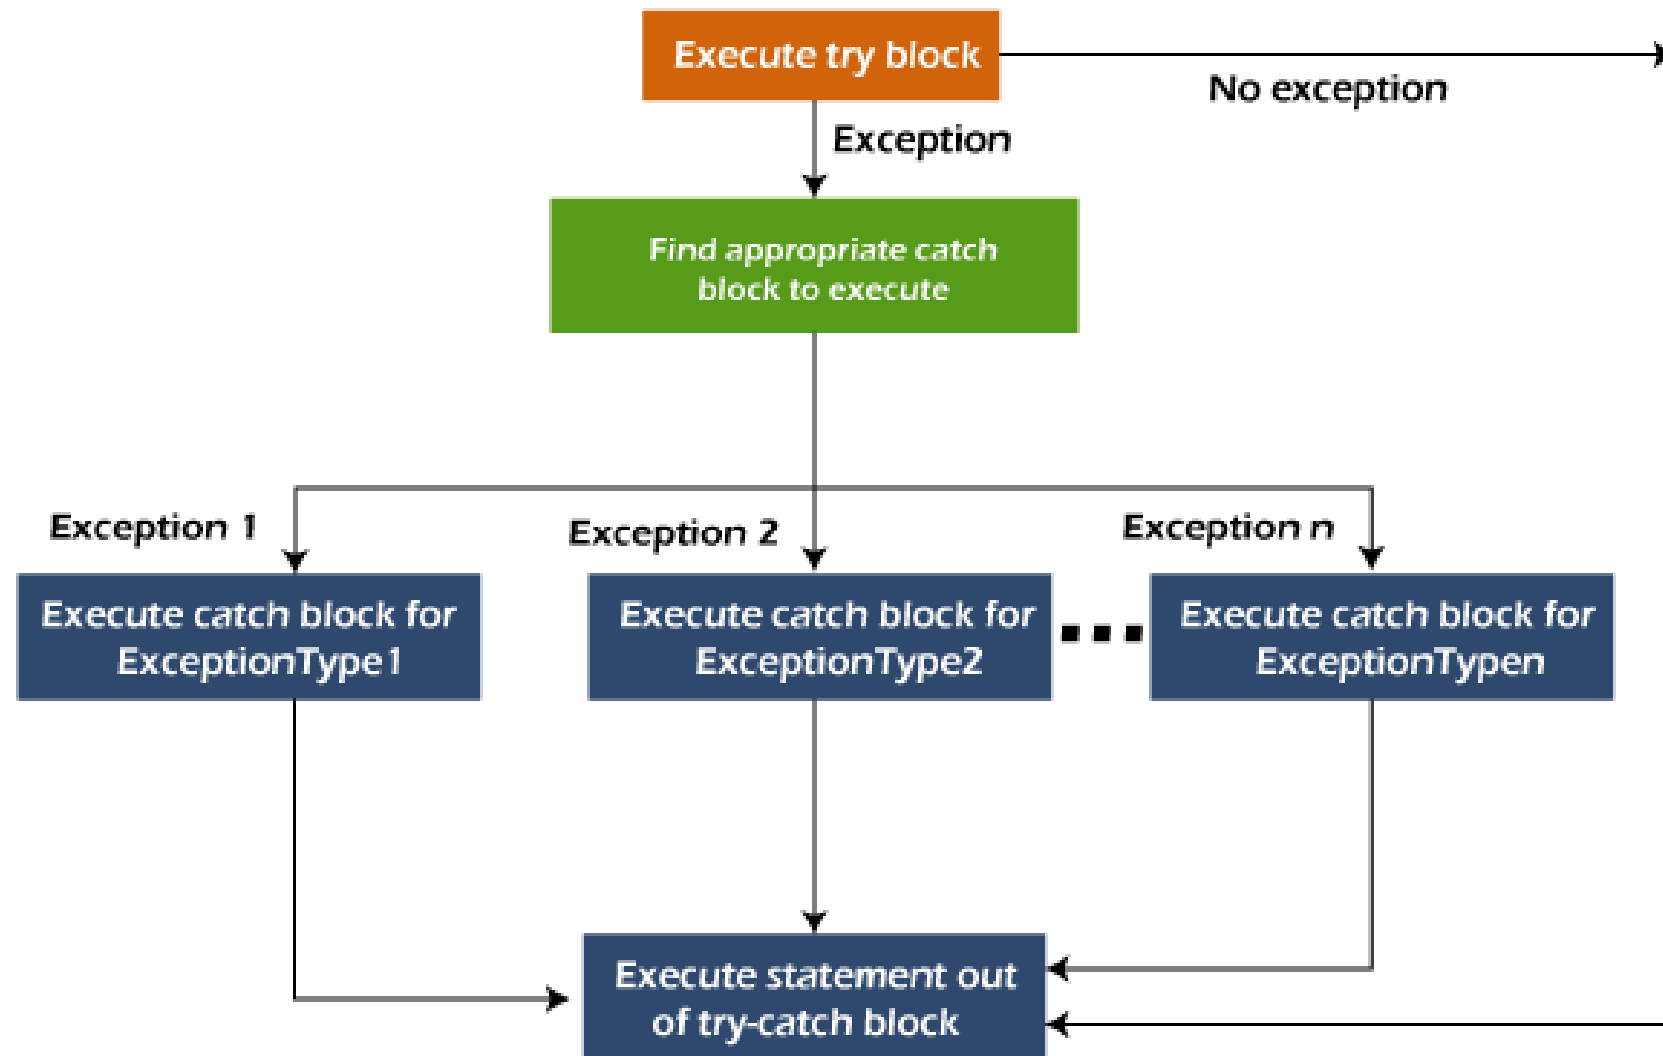 Execute try block
No exception
Exception
Find appropriate catch
block to execute
Exception 1
Exception 2
Exception n
Execute catch block for
ExceptionType1
Execute catch block for
ExceptionType2
Execute catch block for
ExceptionTypen
Execute statement out
of try-catch block